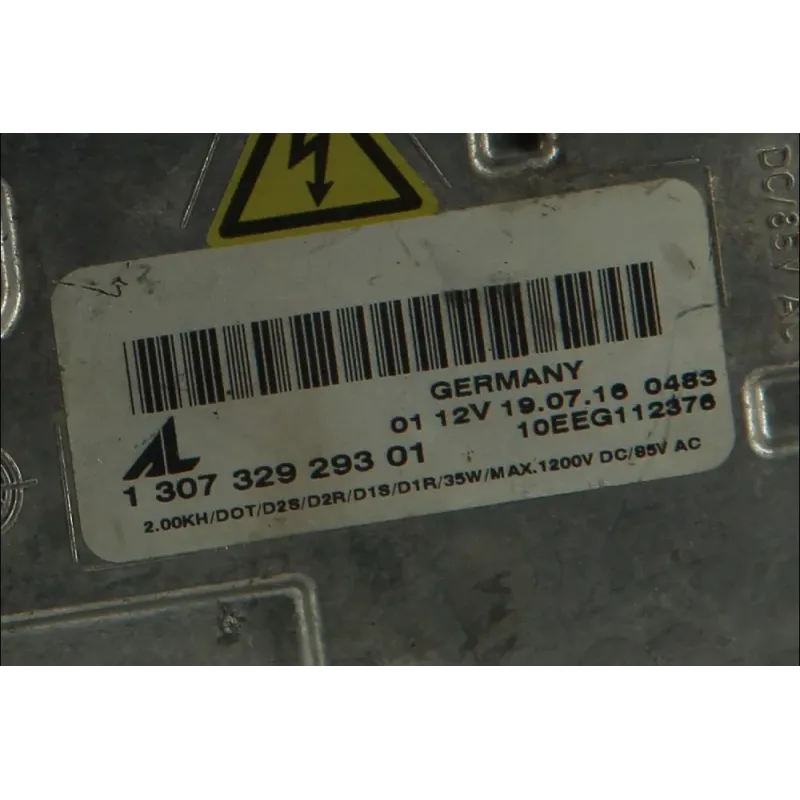 GERMANY
01 12V 19.07.16 0483
10EEG112376
AL
1 307 329 293 01
2.00KH/DOT/D2S/D2R/D1S/D1R/35W/MAX.1200V DC/85V AC
DC/85V AC